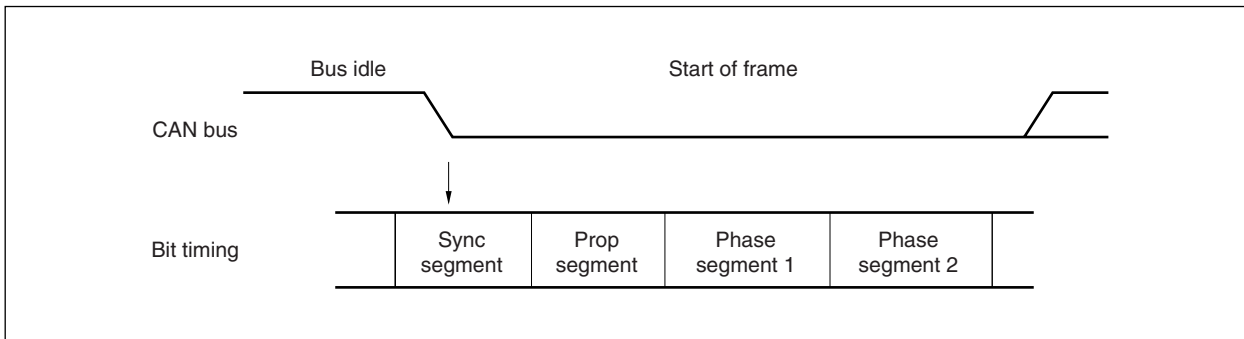 Bus idle
Start of frame
CAN bus
Bit timing
Sync
segment
Prop
segment
Phase
segment 1
Phase
segment 2